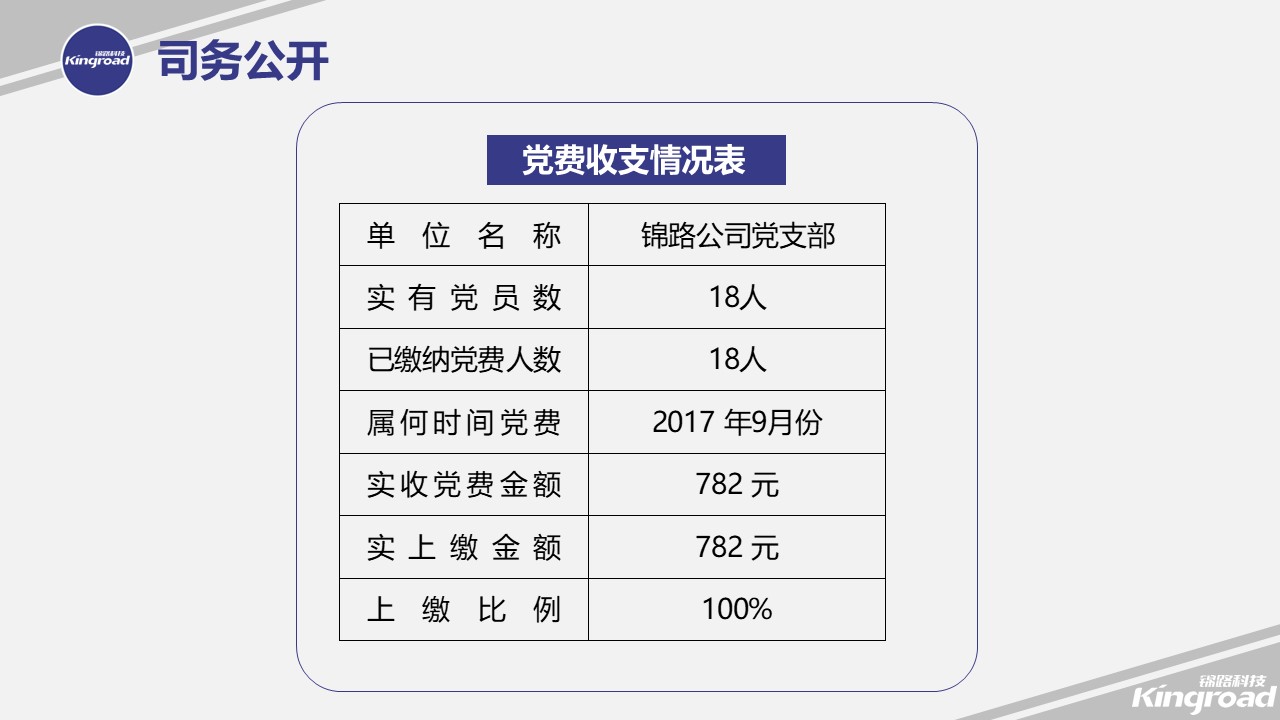 锦路科技
Kingroad
司务公开
党费收支情况表
单位名称 锦路公司党支部
实有党员数 18人
已缴纳党费人数 18人
属何时间党费 2017 年9月份
实收党费金额 782 元
实上缴金额 782 元
上缴比例 100%
锦路科技
Kingroad